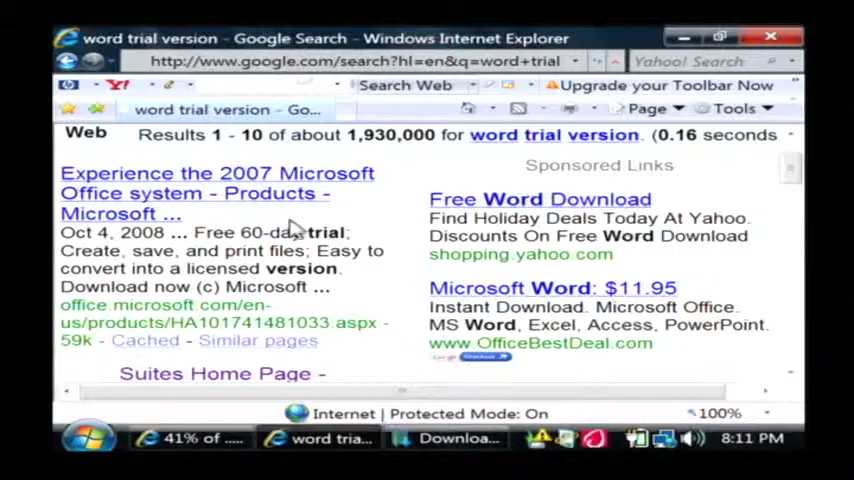 word trial version - Google Search - Windows Internet Explorer
http://www.google.com/search?hl=en&q=word+trial
Yahoo! Search
Search Web
Upgrade your Toolbar Now
word trial version - Go...
Page
Tools
Web Results 1 - 10 of about 1,930,000 for word trial version. (0.16 seconds
Experience the 2007 Microsoft
Office system - Products -
Microsoft ...
Oct 4, 2008 ... Free 60-day trial;
Create, save, and print files; Easy to
convert into a licensed version.
Download now (c) Microsoft ...
office.microsoft.com/en-
us/products/HA101741481033.aspx -
59k - Cached - Similar pages
Suites Home Page -
Sponsored Links
Free Word Download
Find Holiday Deals Today At Yahoo.
Discounts On Free Word Download
shopping.yahoo.com
Microsoft Word: $11.95
Instant Download. Microsoft Office.
MS Word, Excel, Access, PowerPoint.
www.OfficeBestDeal.com
Internet | Protected Mode: On
100%
41% of .....
word tria...
Downloa...
8:11 PM